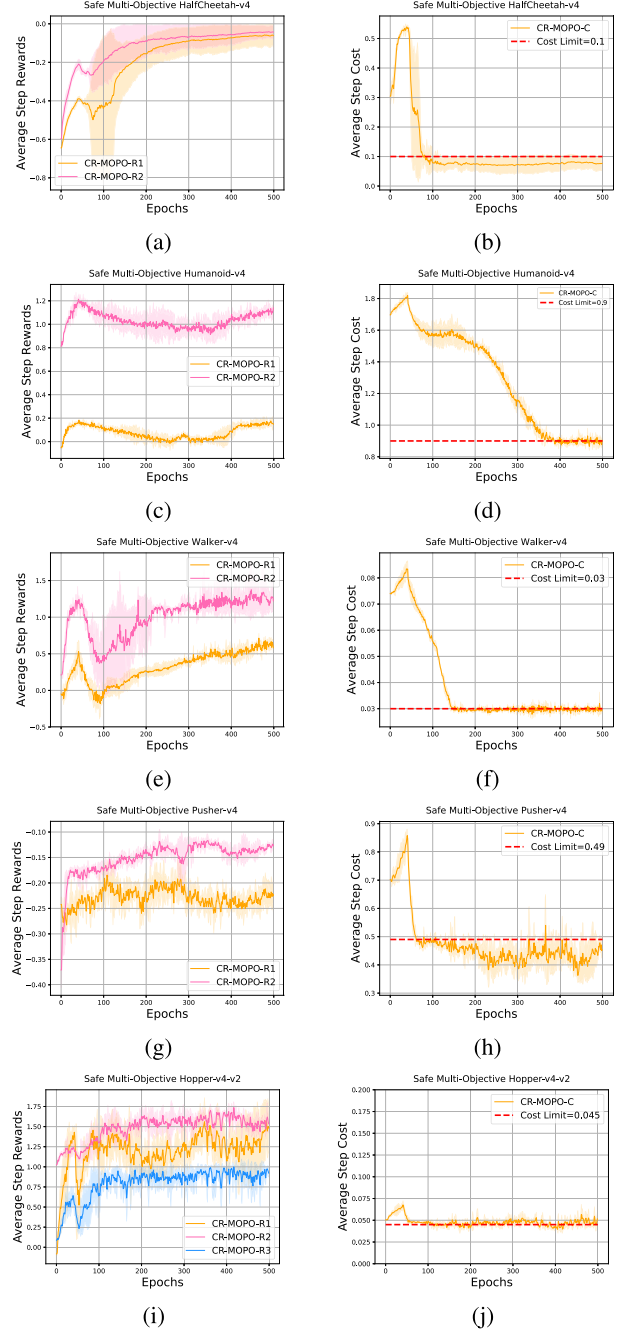 Safe Multi-Objective HalfCheetah-v4
Average Step Rewards
0.0
−0.2
−0.4
−0.6
−0.8
CR-MOPO-R1
CR-MOPO-R2
0 100 200 300 400 500
Epochs
(a)
Safe Multi-Objective HalfCheetah-v4
Average Step Cost
0.5
0.4
0.3
0.2
0.1
0.0
CR-MOPO-C
Cost Limit=0.1
0 100 200 300 400 500
Epochs
(b)
Safe Multi-Objective Humanoid-v4
Average Step Rewards
1.2
1.0
0.8
0.6
0.4
0.2
0.0
CR-MOPO-R1
CR-MOPO-R2
0 100 200 300 400 500
Epochs
(c)
Safe Multi-Objective Humanoid-v4
Average Step Cost
1.8
1.6
1.4
1.2
1.0
0.8
CR-MOPO-C
Cost Limit=0.9
0 100 200 300 400 500
Epochs
(d)
Safe Multi-Objective Walker-v4
Average Step Rewards
1.5
1.0
0.5
0.0
−0.5
CR-MOPO-R1
CR-MOPO-R2
0 100 200 300 400 500
Epochs
(e)
Safe Multi-Objective Walker-v4
Average Step Cost
0.08
0.07
0.06
0.05
0.04
0.03
CR-MOPO-C
Cost Limit=0.03
0 100 200 300 400 500
Epochs
(f)
Safe Multi-Objective Pusher-v4
Average Step Rewards
−0.10
−0.15
−0.20
−0.25
−0.30
−0.35
−0.40
CR-MOPO-R1
CR-MOPO-R2
0 100 200 300 400 500
Epochs
(g)
Safe Multi-Objective Pusher-v4
Average Step Cost
0.9
0.8
0.7
0.6
0.5
0.4
0.3
CR-MOPO-C
Cost Limit=0.49
0 100 200 300 400 500
Epochs
(h)
Safe Multi-Objective Hopper-v4-v2
Average Step Rewards
1.75
1.50
1.25
1.00
0.75
0.50
0.25
0.00
CR-MOPO-R1
CR-MOPO-R2
CR-MOPO-R3
0 100 200 300 400 500
Epochs
(i)
Safe Multi-Objective Hopper-v4-v2
Average Step Cost
0.200
0.175
0.150
0.125
0.100
0.075
0.050
0.025
0.000
CR-MOPO-C
Cost Limit=0.045
0 100 200 300 400 500
Epochs
(j)